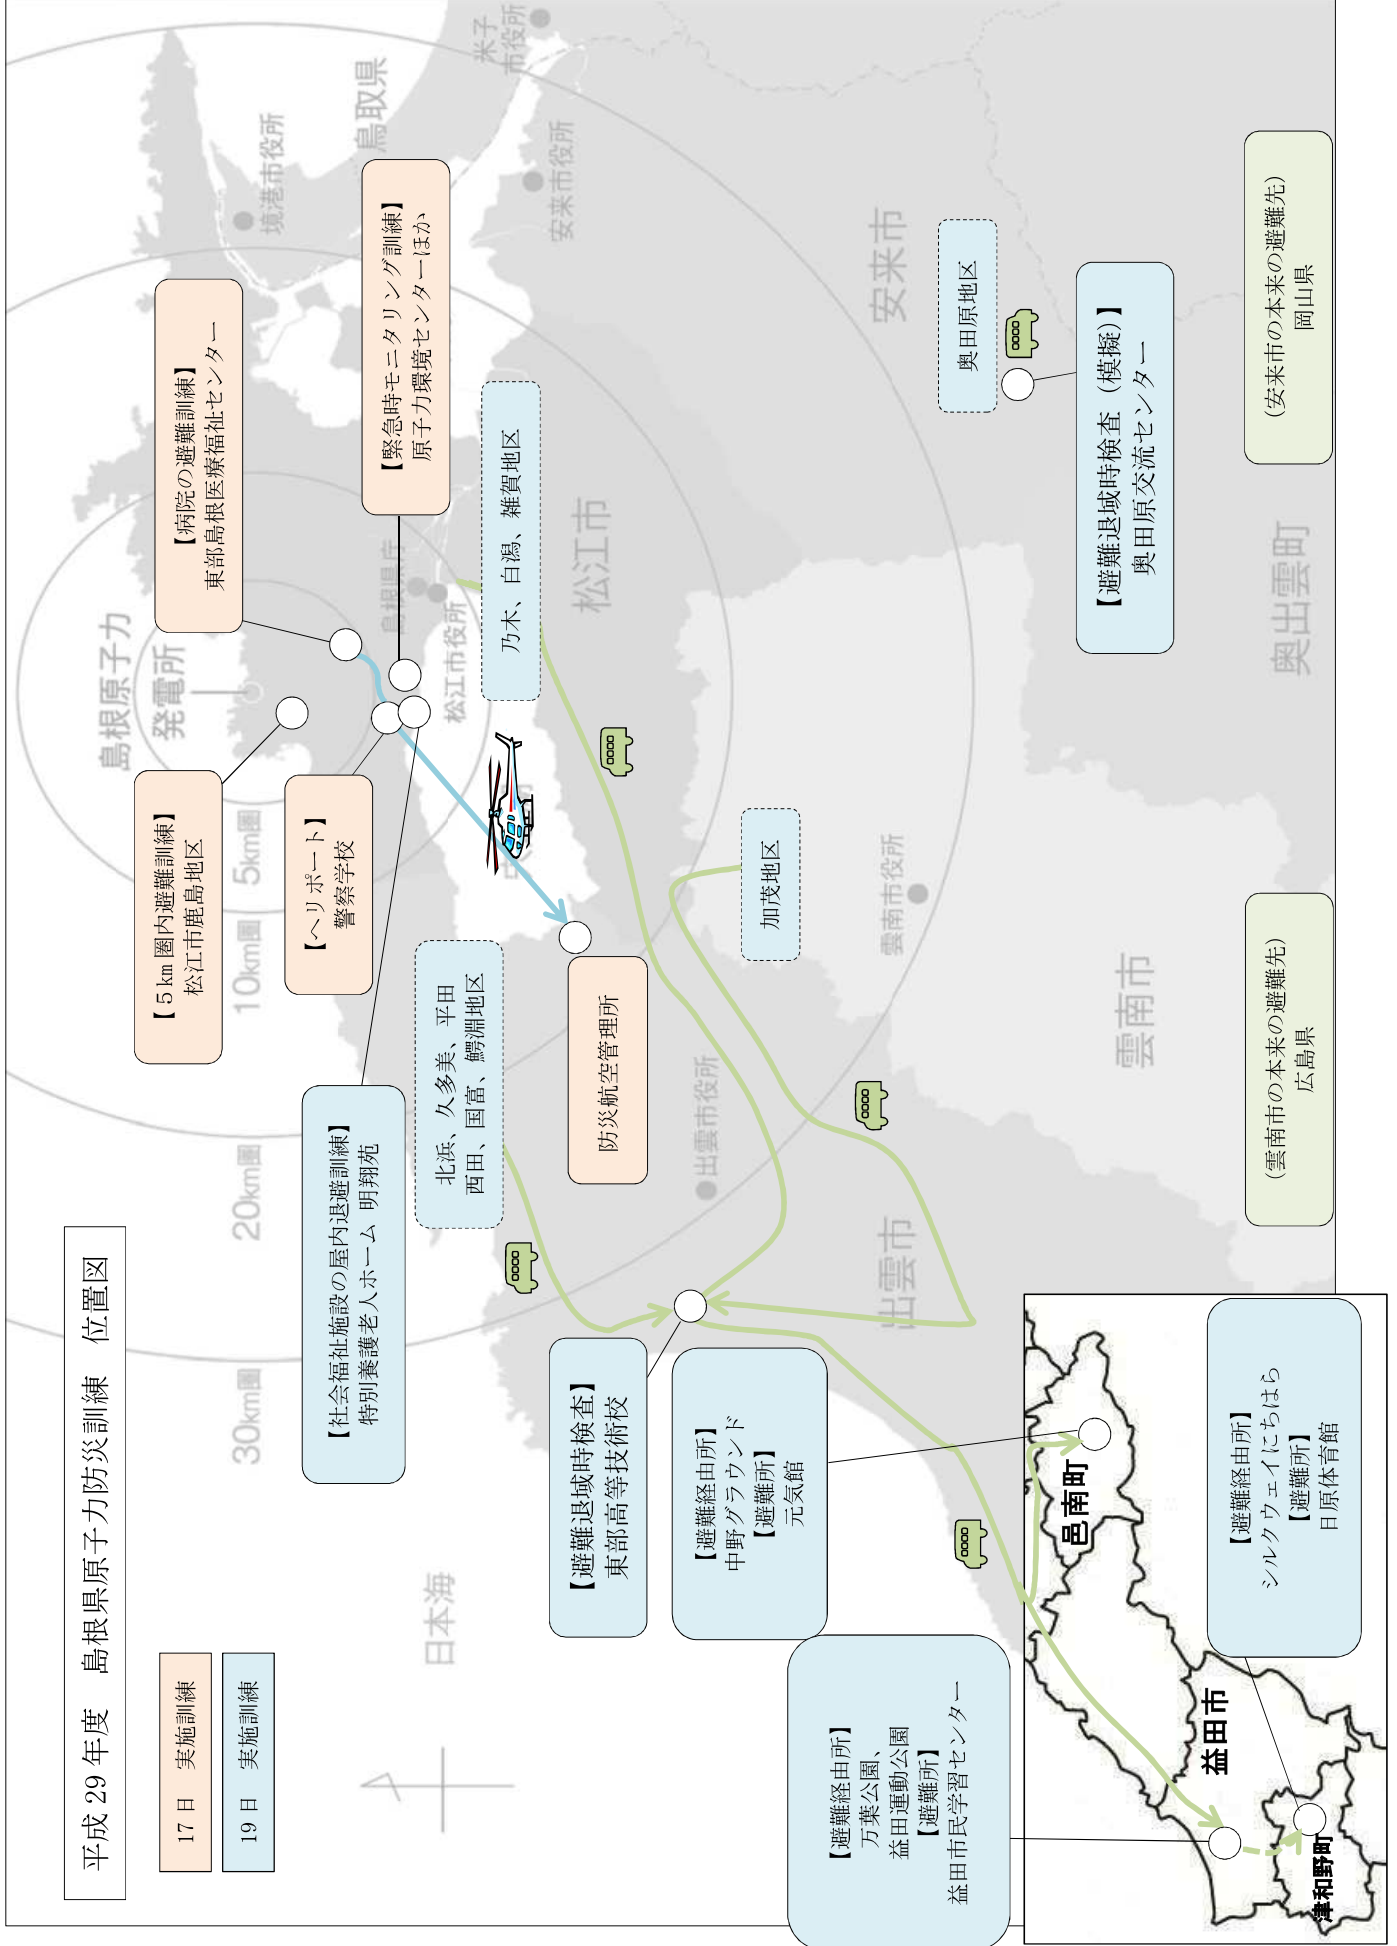 平成 29 年度　島根県原子力防災訓練　位置図
17 日　実施訓練
19 日　実施訓練
日本海
30km圏
20km圏
10km圏
5km圏
島根原子力
発電所
【５km 圏内避難訓練】
松江市鹿島地区
【病院の避難訓練】
東部島根医療福祉センター
【ヘリポート】
警察学校
【緊急時モニタリング訓練】
原子力環境センターほか
【社会福祉施設の屋内退避訓練】
特別養護老人ホーム 明翔苑
境港市役所
鳥取県
米子
市役所
安来市役所
島根県庁
松江市役所
北浜、久多美、平田
西田、国富、鰐淵地区
乃木、白潟、雑賀地区
松江市
防災航空管理所
【避難退域時検査】
東部高等技術校
出雲市役所
加茂地区
雲南市役所
安来市
奥田原地区
【避難退域時検査（模擬）】
奥田原交流センター
【避難経由所】
中野グラウンド
【避難所】
元気館
出雲市
雲南市
奥出雲町
【避難経由所】
万葉公園、
益田運動公園
【避難所】
益田市民学習センター
邑南町
益田市
津和野町
【避難経由所】
シルクウェイにちはら
【避難所】
日原体育館
(雲南市の本来の避難先)
広島県
(安来市の本来の避難先)
岡山県